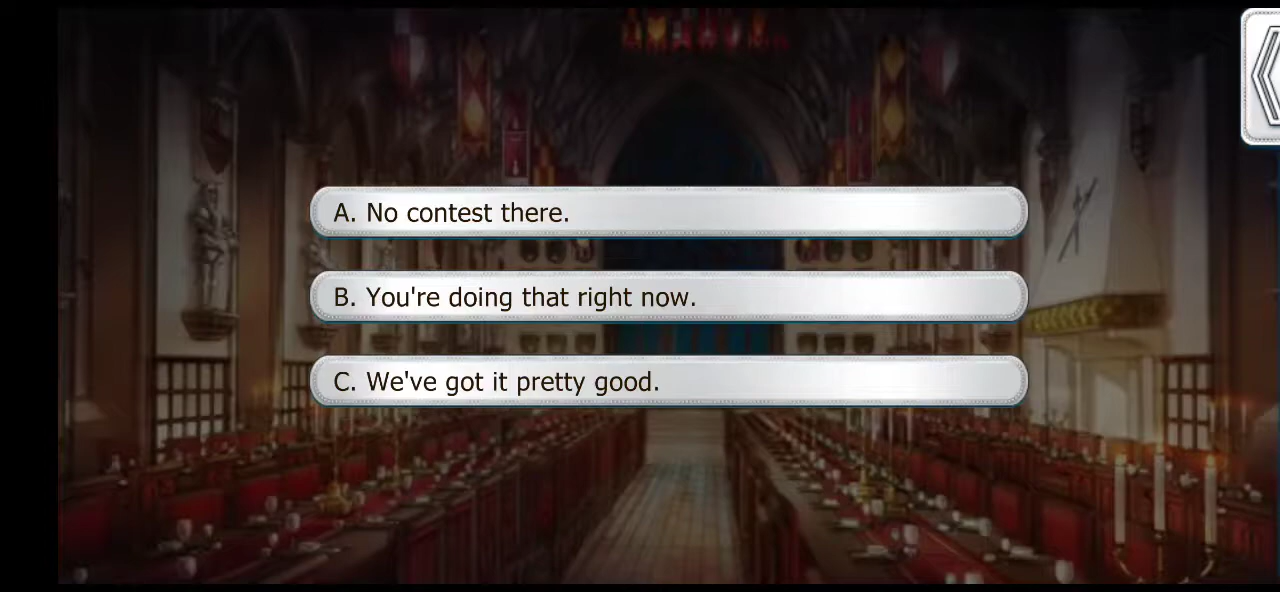 A. No contest there.
B. You're doing that right now.
C. We've got it pretty good.